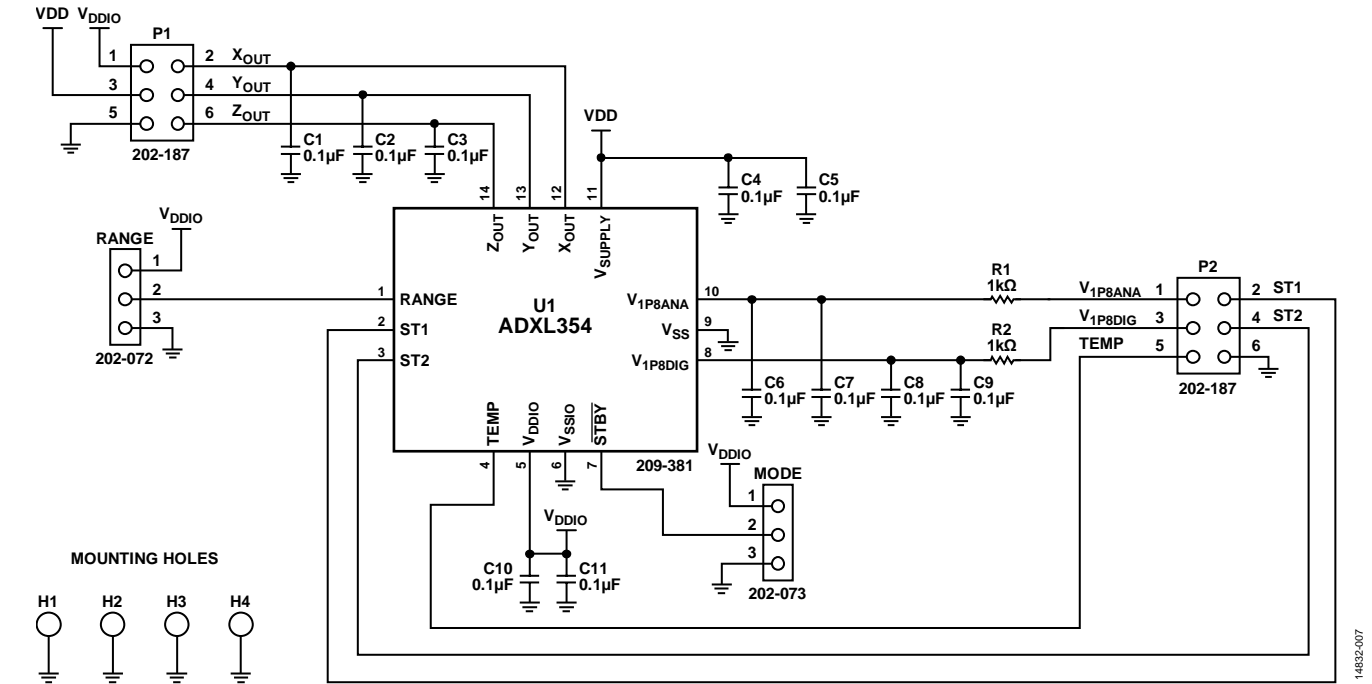 VDD VDDIO
P1
1 2 XOUT
3 4 YOUT
5 6 ZOUT
202-187
C1
0.1µF
C2
0.1µF
C3
0.1µF
VDD
C4
0.1µF
C5
0.1µF
14 13 12 11
ZOUT YOUT XOUT VSUPPLY
VDDIO
RANGE
1
2
3
202-072
1 RANGE
2 ST1
3 ST2
U1
ADXL354
V1P8ANA 10
VSS 9
V1P8DIG 8
TEMP VDDIO VSSIO STBY
4 5 6 7
209-381
R1
1kΩ
R2
1kΩ
C6
0.1µF
C7
0.1µF
C8
0.1µF
C9
0.1µF
P2
V1P8ANA 1 2 ST1
V1P8DIG 3 4 ST2
TEMP 5 6
202-187
VDDIO
MODE
1
2
3
202-073
VDDIO
C10
0.1µF
C11
0.1µF
MOUNTING HOLES
H1 H2 H3 H4
14832-007